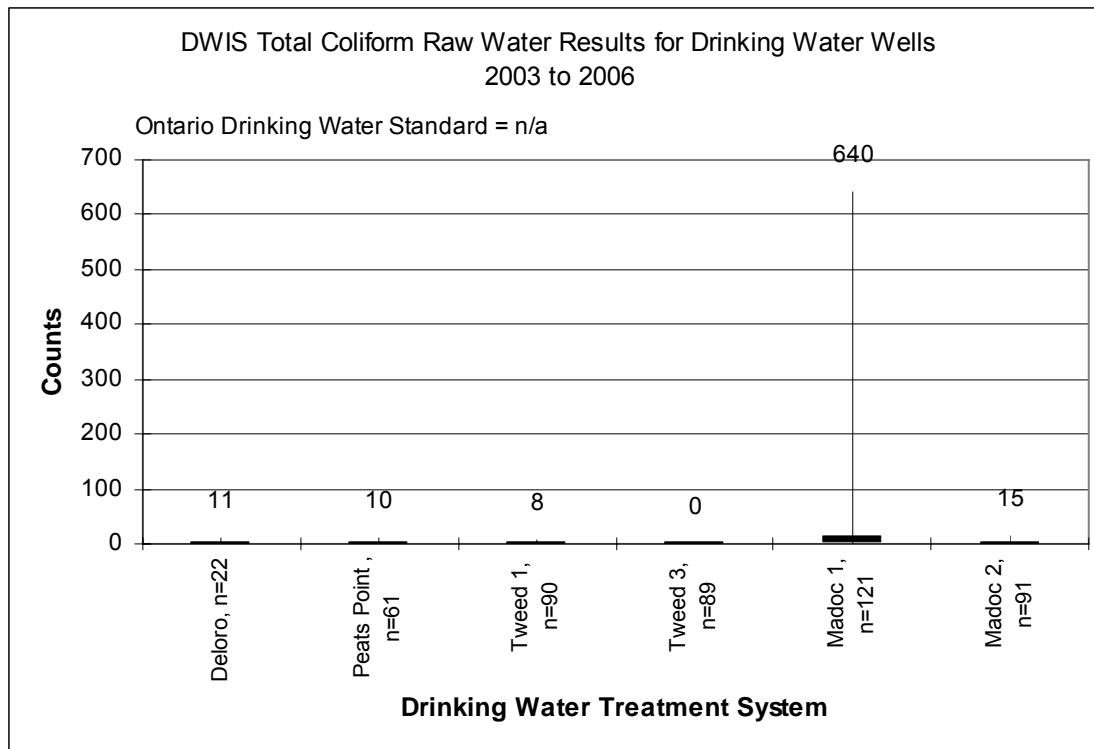 DWIS Total Coliform Raw Water Results for Drinking Water Wells
2003 to 2006
Ontario Drinking Water Standard = n/a
700
600
500
400
300
200
100
0
Counts
11
10
8
0
640
15
Deloro, n=22
Peats Point ,
n=61
Tweed 1,
n=90
Tweed 3,
n=89
Madoc 1,
n=121
Madoc 2,
n=91
Drinking Water Treatment System